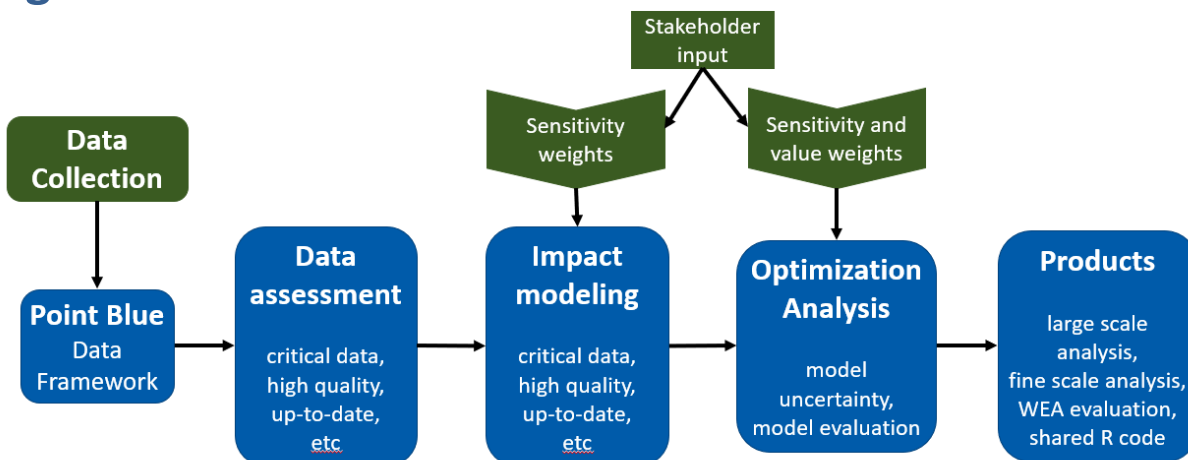 g
Stakeholder
input
Sensitivity
weights
Sensitivity and
value weights
Data
Collection
Point Blue
Data
Framework
Data
assessment
critical data,
high quality,
up-to-date,
etc
Impact
modeling
critical data,
high quality,
up-to-date,
etc
Optimization
Analysis
model
uncertainty,
model evaluation
Products
large scale
analysis,
fine scale analysis,
WEA evaluation,
shared R code